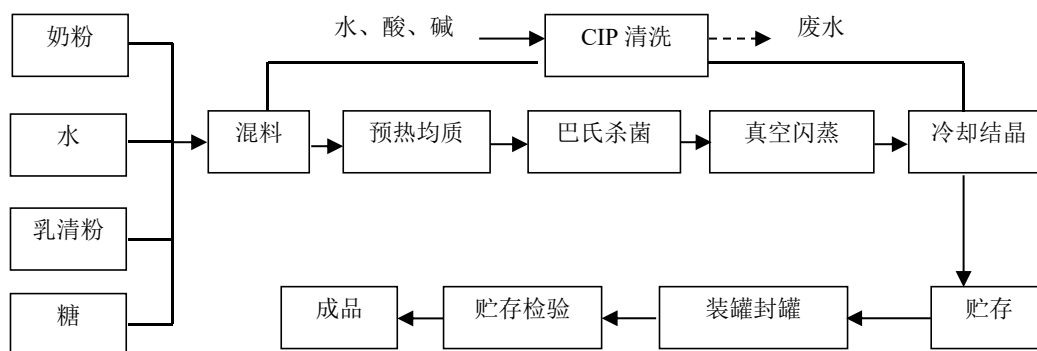 奶粉
水、酸、碱
CIP 清洗
废水
水
混料
预热均质
巴氏杀菌
真空闪蒸
冷却结晶
乳清粉
糖
成品
贮存检验
装罐封罐
贮存